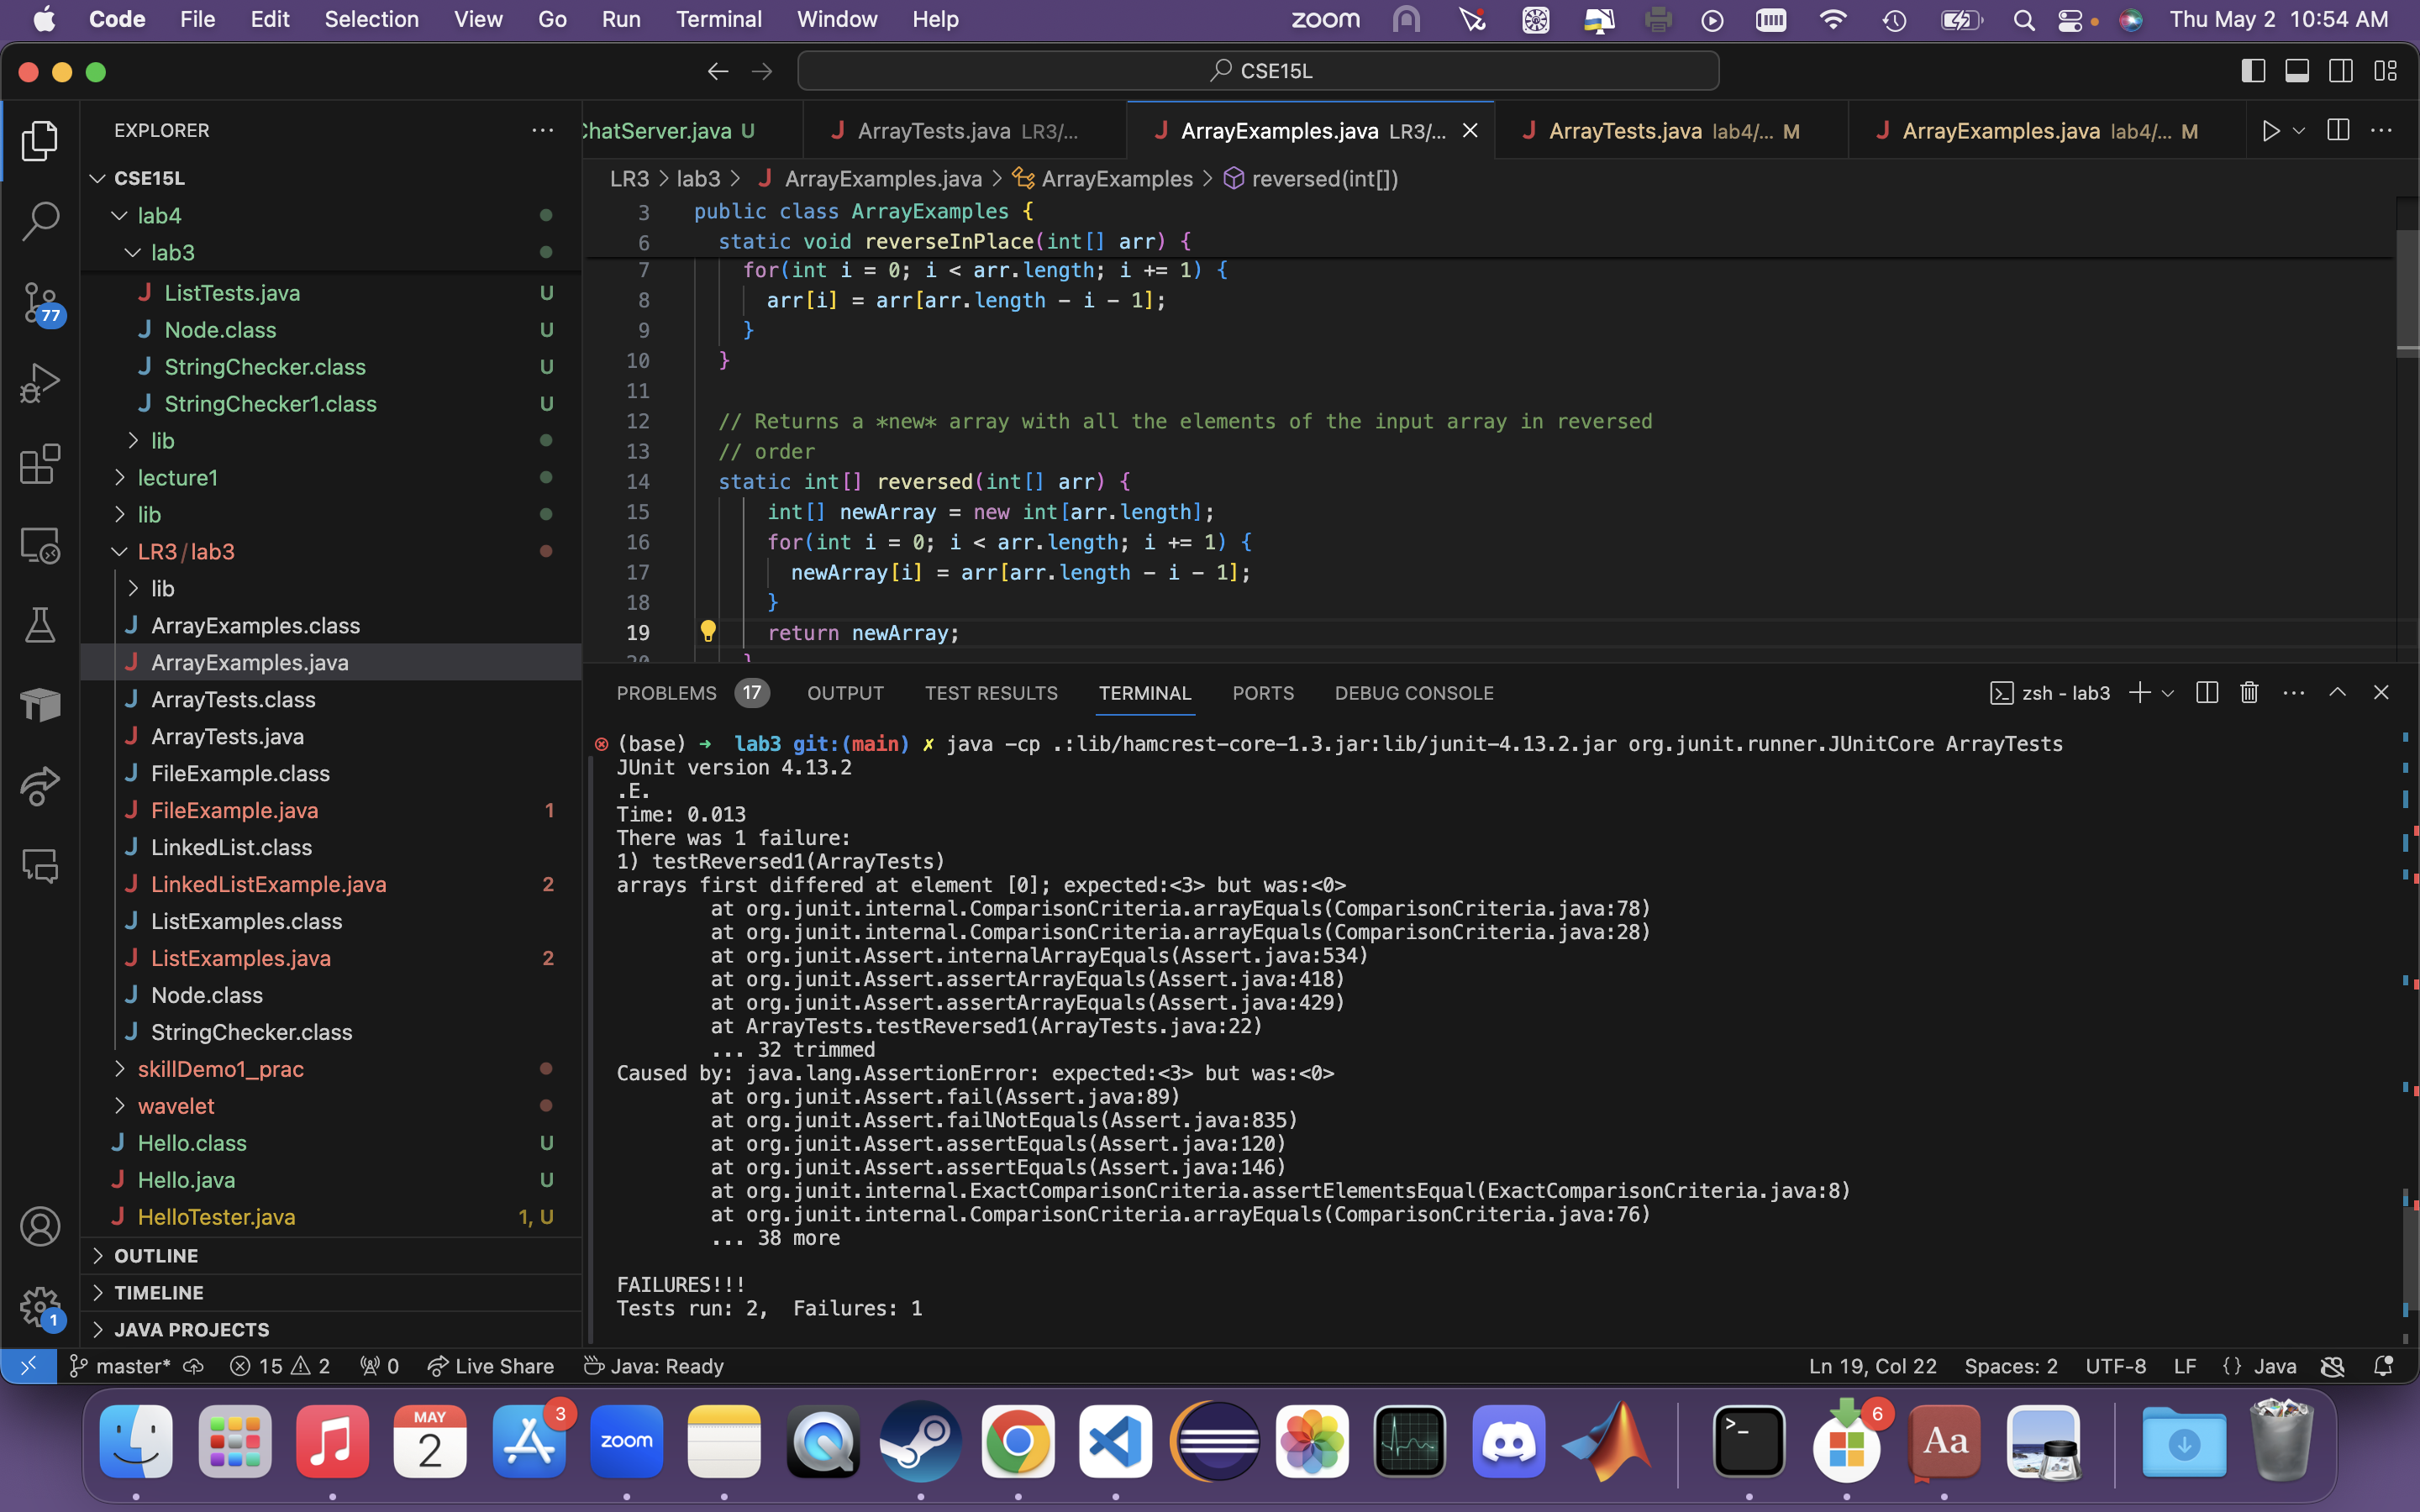 Code File Edit Selection View Go Run Terminal Window Help zoom Thu May 2 10:54 AM
CSE15L
EXPLORER
CSE15L
lab4
lab3
ListTests.java U
Node.class U
StringChecker.class U
StringChecker1.class U
lib
lecture1
lib
LR3/lab3
lib
ArrayExamples.class
ArrayExamples.java
ArrayTests.class
ArrayTests.java
FileExample.class
FileExample.java 1
LinkedList.class
LinkedListExample.java 2
ListExamples.class
ListExamples.java 2
Node.class
StringChecker.class
skillDemo1_prac
wavelet
Hello.class U
Hello.java U
HelloTester.java 1, U
OUTLINE
TIMELINE
JAVA PROJECTS
77
1
ChatServer.java U ArrayTests.java LR3/... ArrayExamples.java LR3/... ArrayTests.java lab4/... M ArrayExamples.java lab4/... M
LR3 > lab3 > ArrayExamples.java > ArrayExamples > reversed(int[])
3 public class ArrayExamples {
6 static void reverseInPlace(int[] arr) {
7 for(int i = 0; i < arr.length; i += 1) {
8 arr[i] = arr[arr.length - i - 1];
9 }
10 }
11
12 // Returns a *new* array with all the elements of the input array in reversed
13 // order
14 static int[] reversed(int[] arr) {
15 int[] newArray = new int[arr.length];
16 for(int i = 0; i < arr.length; i += 1) {
17 newArray[i] = arr[arr.length - i - 1];
18 }
19 return newArray;
20 }
PROBLEMS 17 OUTPUT TEST RESULTS TERMINAL PORTS DEBUG CONSOLE zsh - lab3
(base) → lab3 git:(main) ✗ java -cp .:lib/hamcrest-core-1.3.jar:lib/junit-4.13.2.jar org.junit.runner.JUnitCore ArrayTests
JUnit version 4.13.2
.E.
Time: 0.013
There was 1 failure:
1) testReversed1(ArrayTests)
arrays first differed at element [0]; expected:<3> but was:<0>
at org.junit.internal.ComparisonCriteria.arrayEquals(ComparisonCriteria.java:78)
at org.junit.internal.ComparisonCriteria.arrayEquals(ComparisonCriteria.java:28)
at org.junit.Assert.internalArrayEquals(Assert.java:534)
at org.junit.Assert.assertArrayEquals(Assert.java:418)
at org.junit.Assert.assertArrayEquals(Assert.java:429)
at ArrayTests.testReversed1(ArrayTests.java:22)
... 32 trimmed
Caused by: java.lang.AssertionError: expected:<3> but was:<0>
at org.junit.Assert.fail(Assert.java:89)
at org.junit.Assert.failNotEquals(Assert.java:835)
at org.junit.Assert.assertEquals(Assert.java:120)
at org.junit.Assert.assertEquals(Assert.java:146)
at org.junit.internal.ExactComparisonCriteria.assertElementsEqual(ExactComparisonCriteria.java:8)
at org.junit.internal.ComparisonCriteria.arrayEquals(ComparisonCriteria.java:76)
... 38 more
FAILURES!!!
Tests run: 2,  Failures: 1
master* 15 2 0 Live Share Java: Ready Ln 19, Col 22 Spaces: 2 UTF-8 LF {} Java
MAY
2
3
zoom
6
Aa